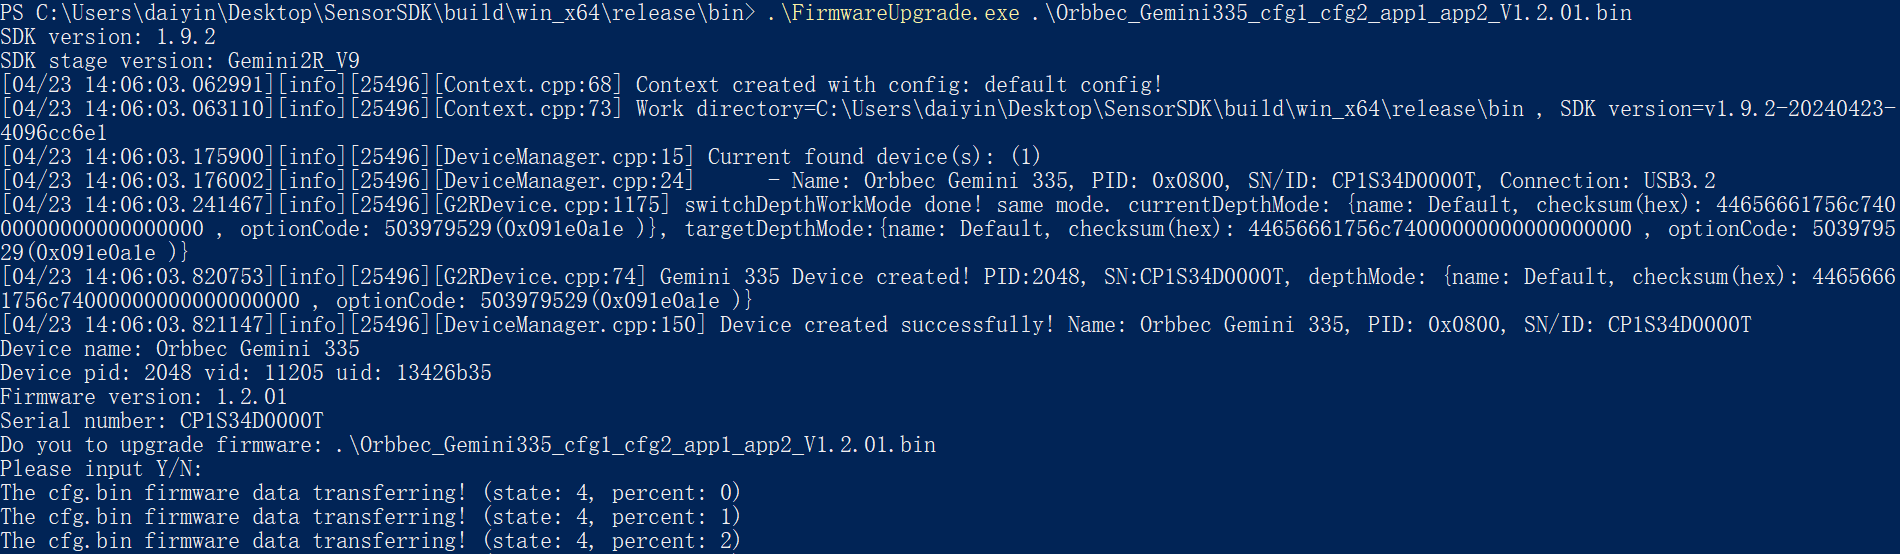 PS C:\Users\daiyin\Desktop\SensorSDK\build\win_x64\release\bin> .\FirmwareUpgrade.exe .\Orbbec_Gemini335_cfg1_cfg2_app1_app2_V1.2.01.bin
SDK version: 1.9.2
SDK stage version: Gemini2R_V9
[04/23 14:06:03.062991][info][25496][Context.cpp:68] Context created with config: default config!
[04/23 14:06:03.063110][info][25496][Context.cpp:73] Work directory=C:\Users\daiyin\Desktop\SensorSDK\build\win_x64\release\bin , SDK version=v1.9.2-20240423-
4096cc6e1
[04/23 14:06:03.175900][info][25496][DeviceManager.cpp:15] Current found device(s): (1)
[04/23 14:06:03.176002][info][25496][DeviceManager.cpp:24]      - Name: Orbbec Gemini 335, PID: 0x0800, SN/ID: CP1S34D0000T, Connection: USB3.2
[04/23 14:06:03.241467][info][25496][G2RDevice.cpp:1175] switchDepthWorkMode done! same mode. currentDepthMode: {name: Default, checksum(hex): 44656661756c740
00000000000000000 , optionCode: 503979529(0x091e0a1e )}, targetDepthMode:{name: Default, checksum(hex): 44656661756c74000000000000000000 , optionCode: 5039795
29(0x091e0a1e )}
[04/23 14:06:03.820753][info][25496][G2RDevice.cpp:74] Gemini 335 Device created! PID:2048, SN:CP1S34D0000T, depthMode: {name: Default, checksum(hex): 4465666
1756c74000000000000000000 , optionCode: 503979529(0x091e0a1e )}
[04/23 14:06:03.821147][info][25496][DeviceManager.cpp:150] Device created successfully! Name: Orbbec Gemini 335, PID: 0x0800, SN/ID: CP1S34D0000T
Device name: Orbbec Gemini 335
Device pid: 2048 vid: 11205 uid: 13426b35
Firmware version: 1.2.01
Serial number: CP1S34D0000T
Do you to upgrade firmware: .\Orbbec_Gemini335_cfg1_cfg2_app1_app2_V1.2.01.bin
Please input Y/N:
The cfg.bin firmware data transferring! (state: 4, percent: 0)
The cfg.bin firmware data transferring! (state: 4, percent: 1)
The cfg.bin firmware data transferring! (state: 4, percent: 2)